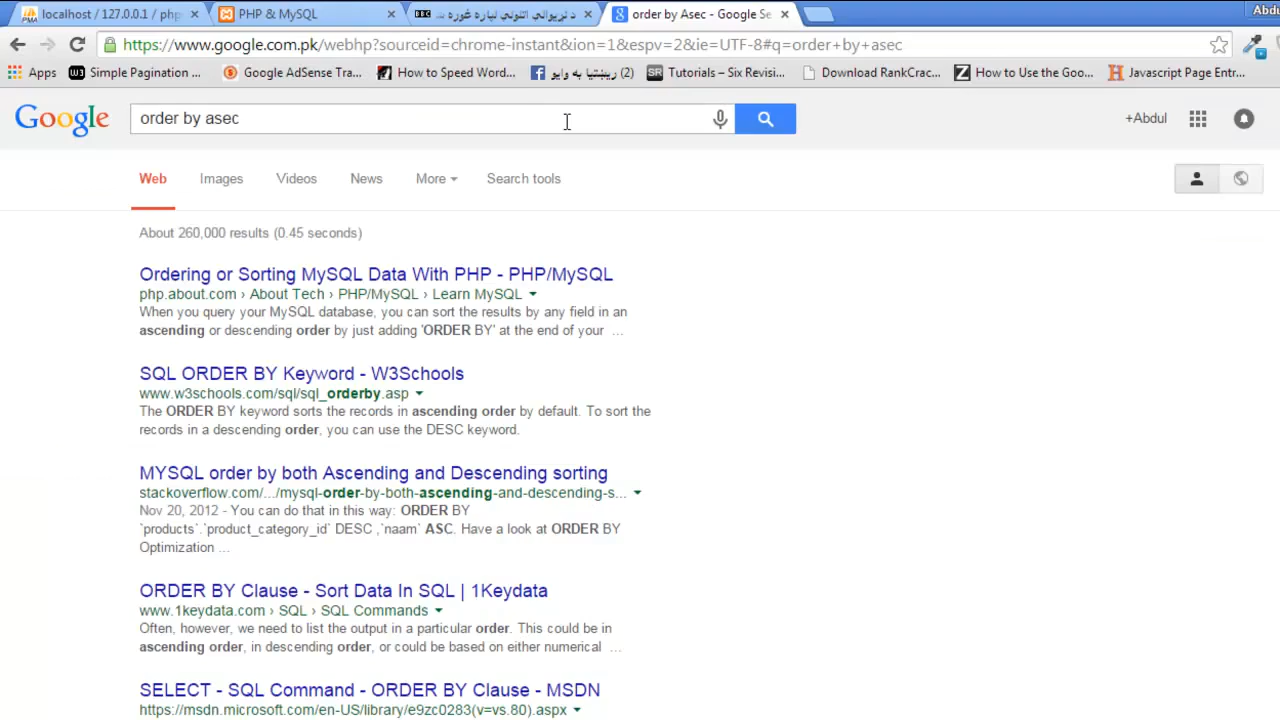 localhost / 127.0.0.1 / php
PHP & MySQL
BBC
order by Asec - Google Se
Abdu
https://www.google.com.pk/webhp?sourceid=chrome-instant&ion=1&espv=2&ie=UTF-8#q=order+by+asec
Apps
Simple Pagination ...
Google AdSense Tra...
How to Speed Word...
Tutorials – Six Revisi...
Download RankCrac...
How to Use the Goo...
Javascript Page Entr...
Google
order by asec
+Abdul
Web
Images
Videos
News
More
Search tools
About 260,000 results (0.45 seconds)
Ordering or Sorting MySQL Data With PHP - PHP/MySQL
php.about.com › About Tech › PHP/MySQL › Learn MySQL
When you query your MySQL database, you can sort the results by any field in an
ascending or descending order by just adding 'ORDER BY' at the end of your ...
SQL ORDER BY Keyword - W3Schools
www.w3schools.com/sql/sql_orderby.asp
The ORDER BY keyword sorts the records in ascending order by default. To sort the
records in a descending order, you can use the DESC keyword.
MYSQL order by both Ascending and Descending sorting
stackoverflow.com/.../mysql-order-by-both-ascending-and-descending-s...
Nov 20, 2012 - You can do that in this way: ORDER BY
`products`.`product_category_id` DESC ,`naam` ASC. Have a look at ORDER BY
Optimization ...
ORDER BY Clause - Sort Data In SQL | 1Keydata
www.1keydata.com › SQL › SQL Commands
Often, however, we need to list the output in a particular order. This could be in
ascending order, in descending order, or could be based on either numerical ...
SELECT - SQL Command - ORDER BY Clause - MSDN
https://msdn.microsoft.com/en-US/library/e9zc0283(v=vs.80).aspx